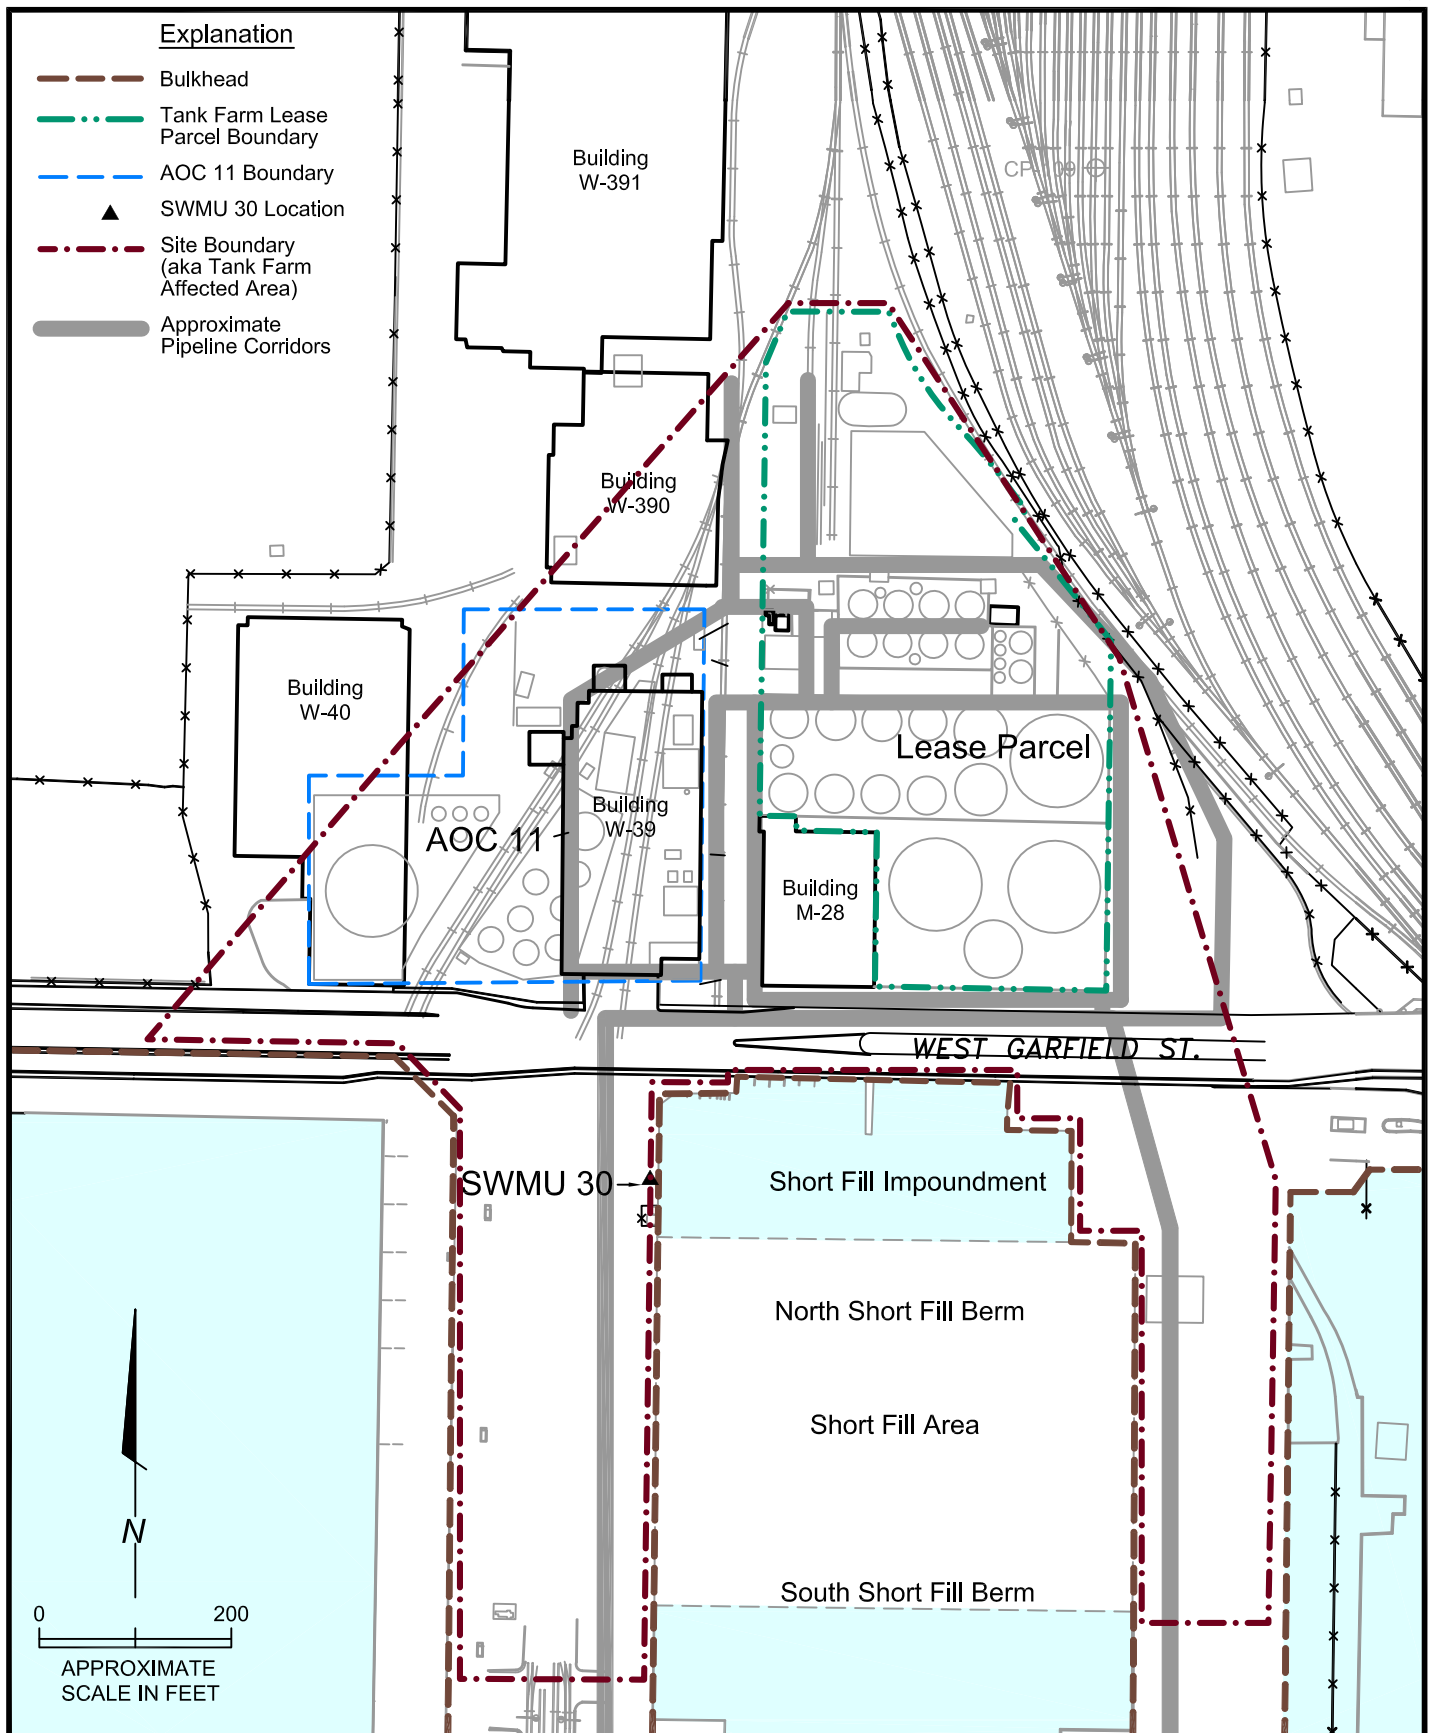 Explanation
Bulkhead
Tank Farm Lease
Parcel Boundary
AOC 11 Boundary
SWMU 30 Location
Site Boundary
(aka Tank Farm
Affected Area)
Approximate
Pipeline Corridors
Building
W-391
Building
W-390
Building
W-40
Lease Parcel
Building
W-39
AOC 11
Building
M-28
WEST GARFIELD ST.
SWMU 30
Short Fill Impoundment
North Short Fill Berm
Short Fill Area
South Short Fill Berm
N
0 200
APPROXIMATE
SCALE IN FEET